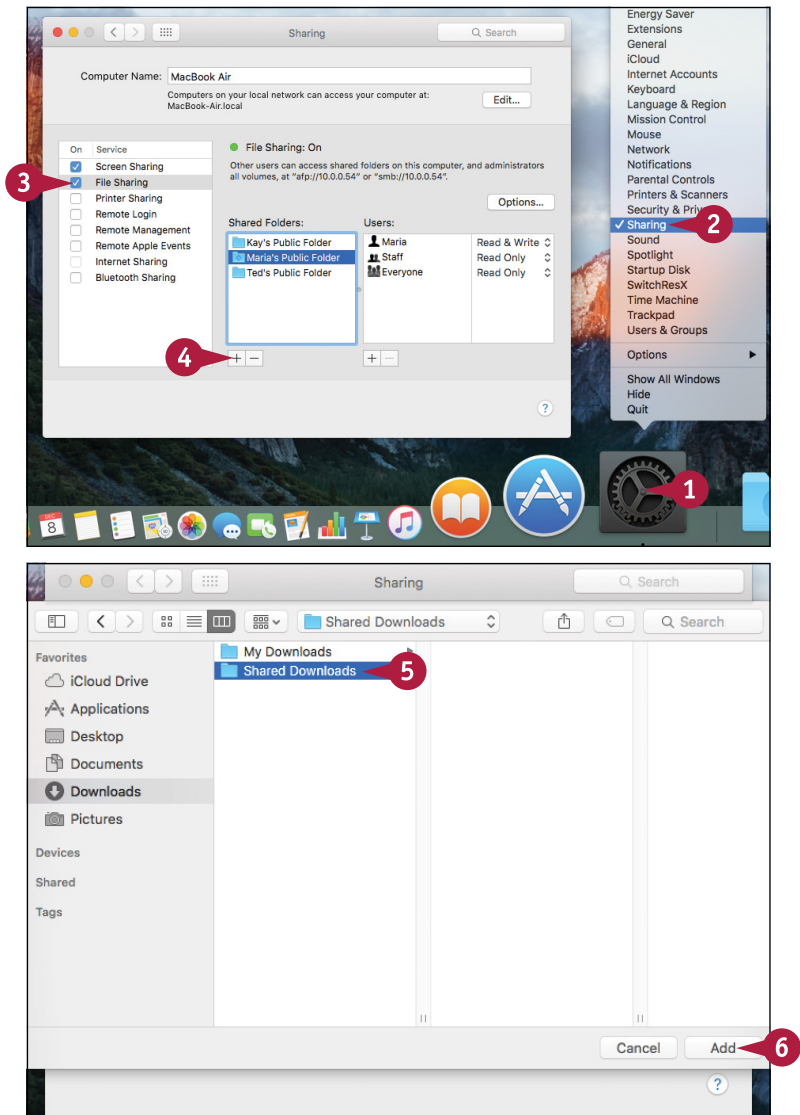 Sharing
Search
Computer Name: MacBook Air
Computers on your local network can access your computer at:
MacBook-Air.local
Edit...
On Service
Screen Sharing
File Sharing
Printer Sharing
Remote Login
Remote Management
Remote Apple Events
Internet Sharing
Bluetooth Sharing
File Sharing: On
Other users can access shared folders on this computer, and administrators
all volumes, at “afp://10.0.0.54” or “smb://10.0.0.54”.
Options...
Shared Folders:
Kay's Public Folder
Maria's Public Folder
Ted's Public Folder
Users:
Maria Read & Write
Staff Read Only
Everyone Read Only
+ −
+ −
?
3
4
Energy Saver
Extensions
General
iCloud
Internet Accounts
Keyboard
Language & Region
Mission Control
Mouse
Network
Notifications
Parental Controls
Printers & Scanners
Security & Priv
✓ Sharing
2
Sound
Spotlight
Startup Disk
SwitchResX
Time Machine
Trackpad
Users & Groups
Options
Show All Windows
Hide
Quit
1
DEC
8
Sharing
Search
Shared Downloads
Search
Favorites
iCloud Drive
Applications
Desktop
Documents
Downloads
Pictures
Devices
Shared
Tags
My Downloads
Shared Downloads
5
Cancel
Add
6
?